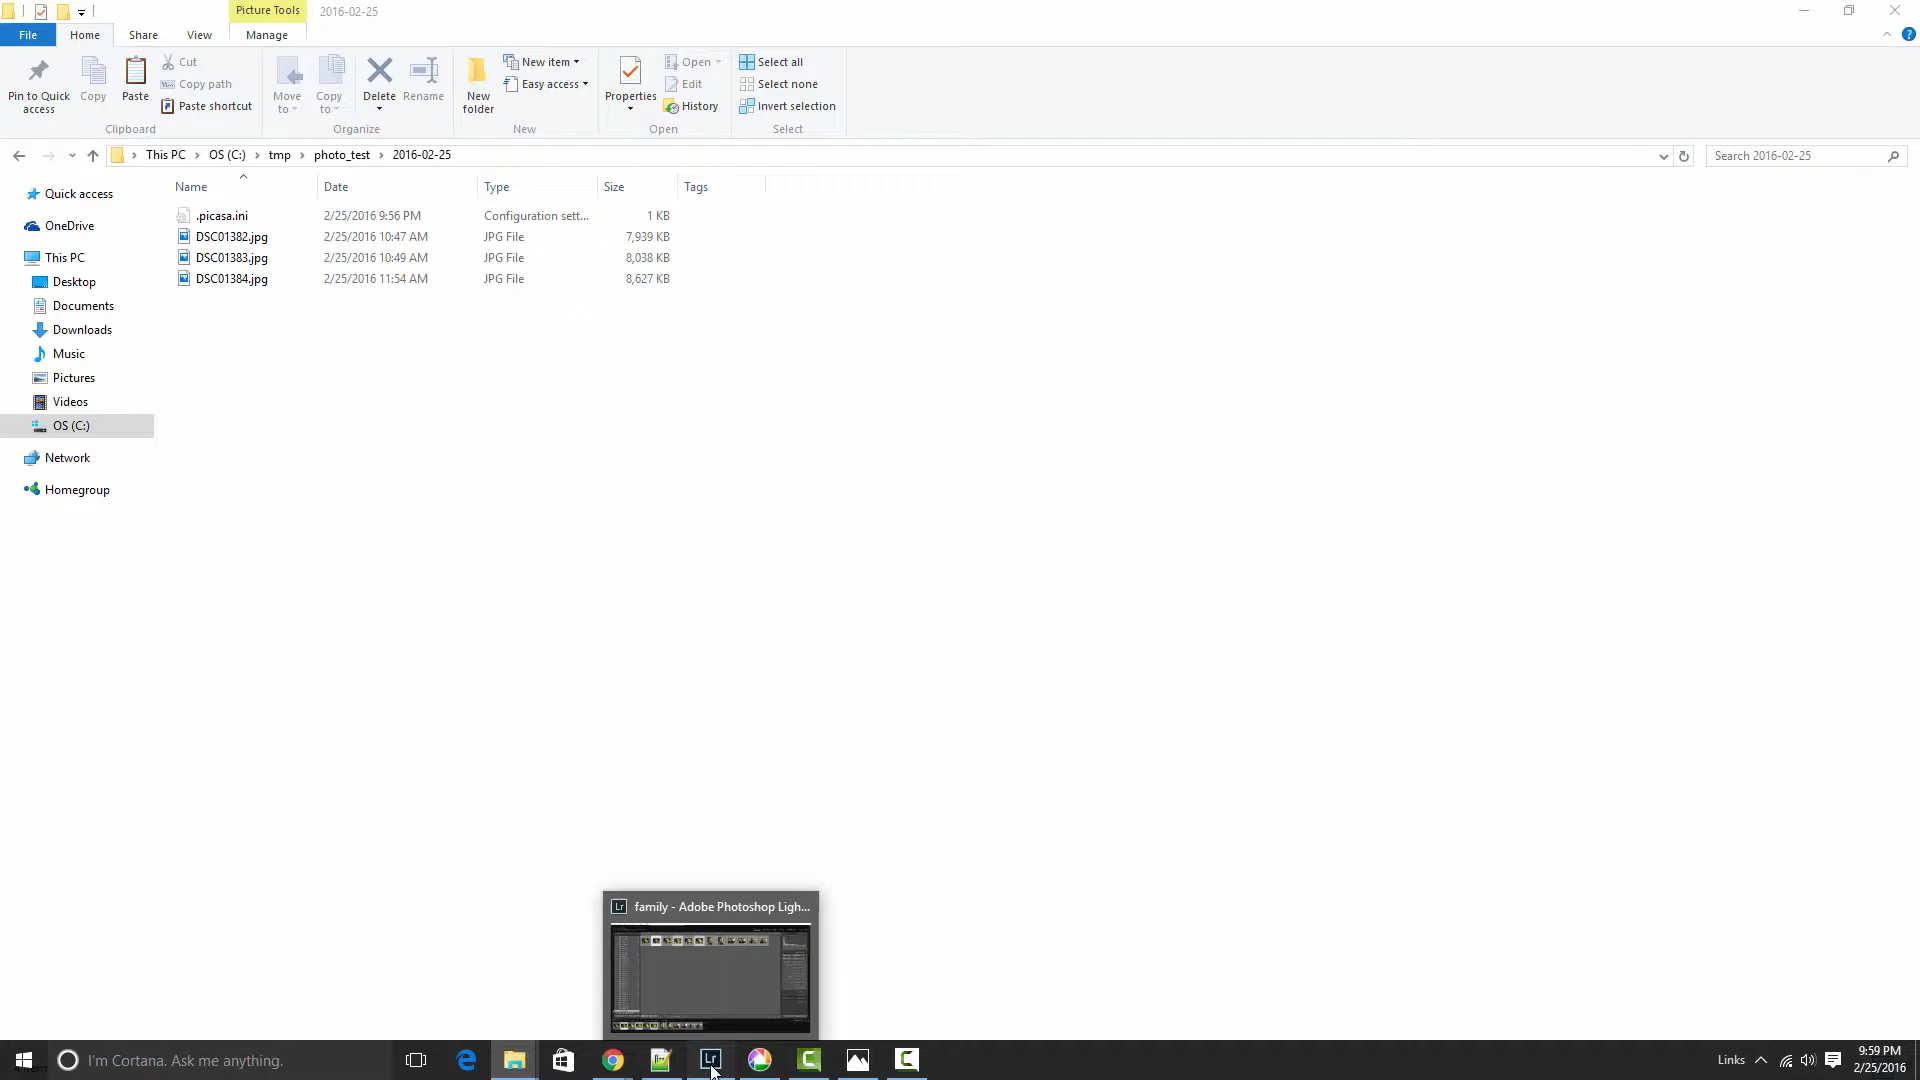 Picture Tools 2016-02-25
File Home Share View Manage
Pin to Quick access
Copy
Paste
Cut
Copy path
Paste shortcut
Clipboard
Move to
Copy to
Delete
Rename
Organize
New folder
New item
Easy access
New
Properties
Open
Edit
History
Open
Select all
Select none
Invert selection
Select
This PC OS (C:) tmp photo_test 2016-02-25
Search 2016-02-25
Quick access
OneDrive
This PC
Desktop
Documents
Downloads
Music
Pictures
Videos
OS (C:)
Network
Homegroup
Name Date Type Size Tags
.picasa.ini 2/25/2016 9:56 PM Configuration sett... 1 KB
DSC01382.jpg 2/25/2016 10:47 AM JPG File 7,939 KB
DSC01383.jpg 2/25/2016 10:49 AM JPG File 8,038 KB
DSC01384.jpg 2/25/2016 11:54 AM JPG File 8,627 KB
Lr family - Adobe Photoshop Ligh...
I'm Cortana. Ask me anything.
Lr
Links
9:59 PM
2/25/2016